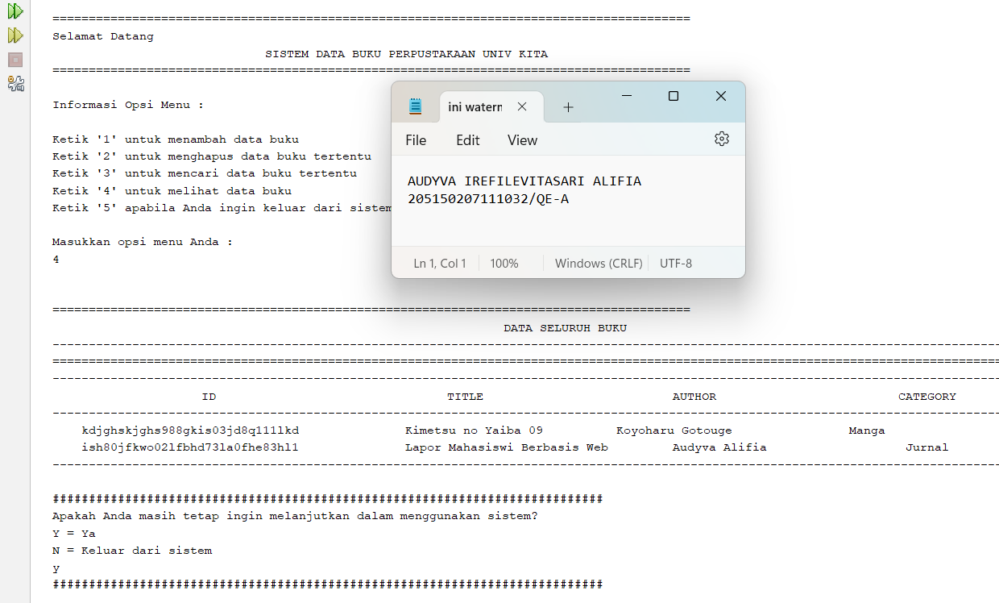 ========================================================================================
Selamat Datang
SISTEM DATA BUKU PERPUSTAKAAN UNIV KITA
========================================================================================
Informasi Opsi Menu :
Ketik '1' untuk menambah data buku
Ketik '2' untuk menghapus data buku tertentu
Ketik '3' untuk mencari data buku tertentu
Ketik '4' untuk melihat data buku
Ketik '5' apabila Anda ingin keluar dari sistem
Masukkan opsi menu Anda :
4
ini watern
File Edit View
AUDYVA IREFILEVITASARI ALIFIA
205150207111032/QE-A
Ln 1, Col 1 100% Windows (CRLF) UTF-8
========================================================================================
DATA SELURUH BUKU
-----------------------------------------------------------------------------------------------------------------------------------
===================================================================================================================================
-----------------------------------------------------------------------------------------------------------------------------------
ID TITLE AUTHOR CATEGORY
-----------------------------------------------------------------------------------------------------------------------------------
kdjghskjghs988gkis03jd8q111lkd Kimetsu no Yaiba 09 Koyoharu Gotouge Manga
ish80jfkwo02lfbhd73la0fhe83hl1 Lapor Mahasiswi Berbasis Web Audyva Alifia Jurnal
-----------------------------------------------------------------------------------------------------------------------------------
############################################################################
Apakah Anda masih tetap ingin melanjutkan dalam menggunakan sistem?
Y = Ya
N = Keluar dari sistem
y
############################################################################